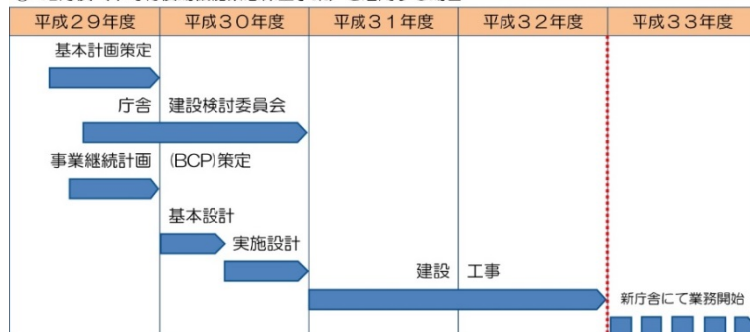 平成29年度 平成30年度 平成31年度 平成32年度 平成33年度
基本計画策定
庁舎 建設検討委員会
事業継続計画 (BCP)策定
基本設計
実施設計
建設 工事
新庁舎にて業務開始